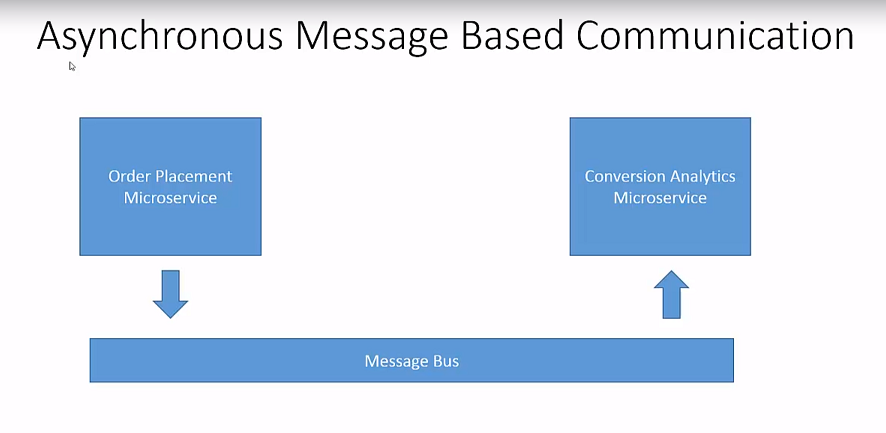 Asynchronous Message Based Communication
Order Placement
Microservice
Conversion Analytics
Microservice
Message Bus